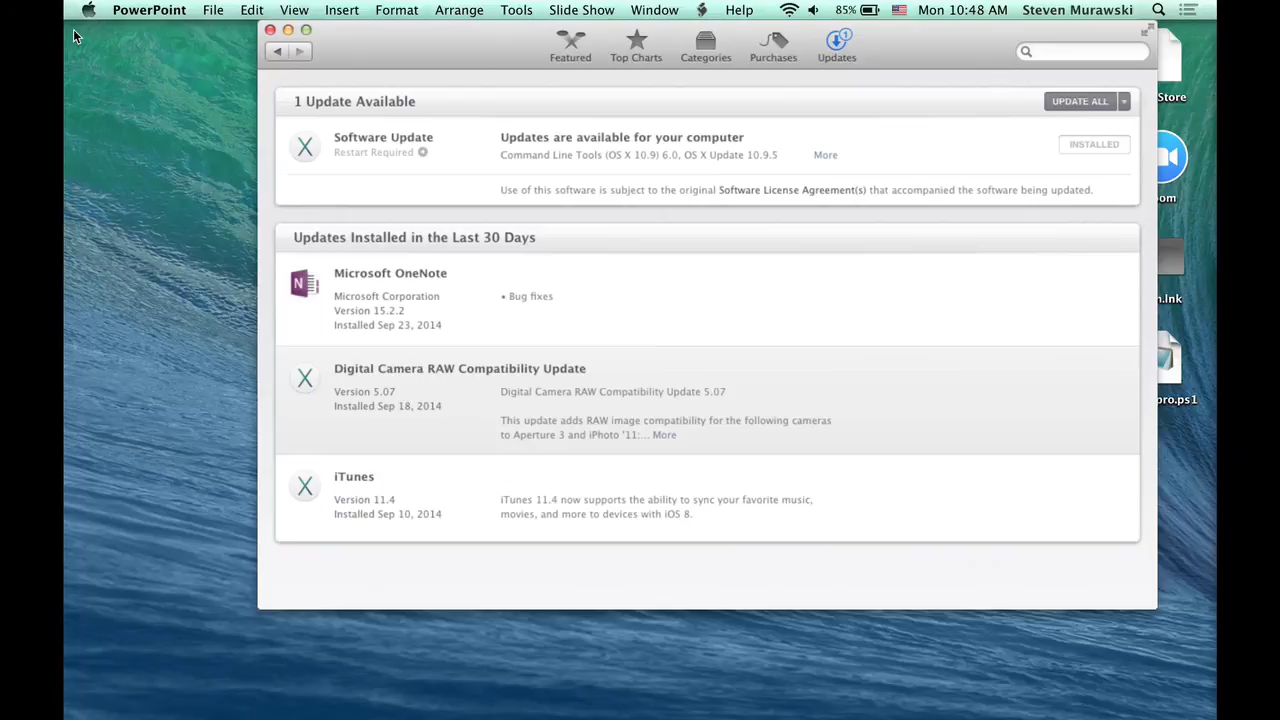 PowerPoint File Edit View Insert Format Arrange Tools Slide Show Window Help 85% Mon 10:48 AM Steven Murawski
Featured Top Charts Categories Purchases Updates
1
1 Update Available UPDATE ALL
Software Update Updates are available for your computer INSTALLED
Restart Required Command Line Tools (OS X 10.9) 6.0, OS X Update 10.9.5 More
Use of this software is subject to the original Software License Agreement(s) that accompanied the software being updated.
Updates Installed in the Last 30 Days
Microsoft OneNote
Microsoft Corporation • Bug fixes
Version 15.2.2
Installed Sep 23, 2014
Digital Camera RAW Compatibility Update
Version 5.07 Digital Camera RAW Compatibility Update 5.07
Installed Sep 18, 2014
This update adds RAW image compatibility for the following cameras
to Aperture 3 and iPhoto '11:... More
iTunes
Version 11.4 iTunes 11.4 now supports the ability to sync your favorite music,
Installed Sep 10, 2014 movies, and more to devices with iOS 8.
Store
oom
n.lnk
pro.ps1